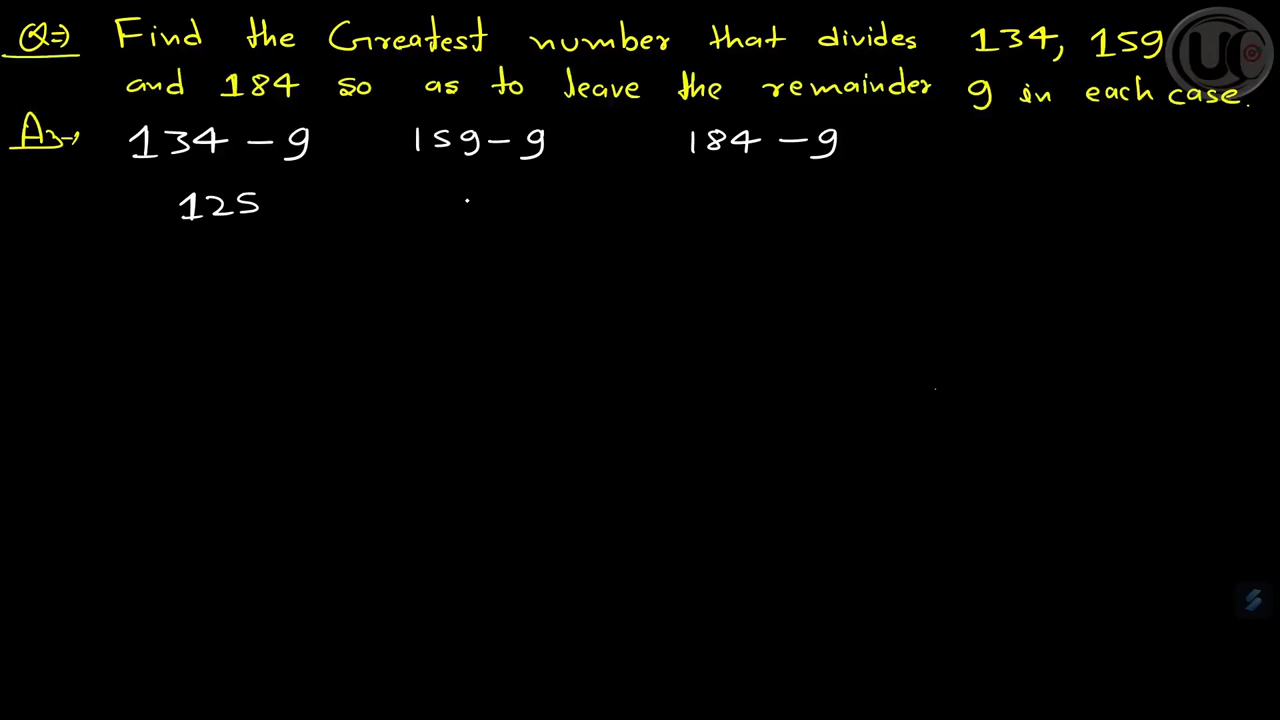 Q⇒ Find the Greatest number that divides 134, 159
and 184 so as to leave the remainder 9 in each case.
A⇒ 134 – 9 159 – 9 184 – 9
125
UC